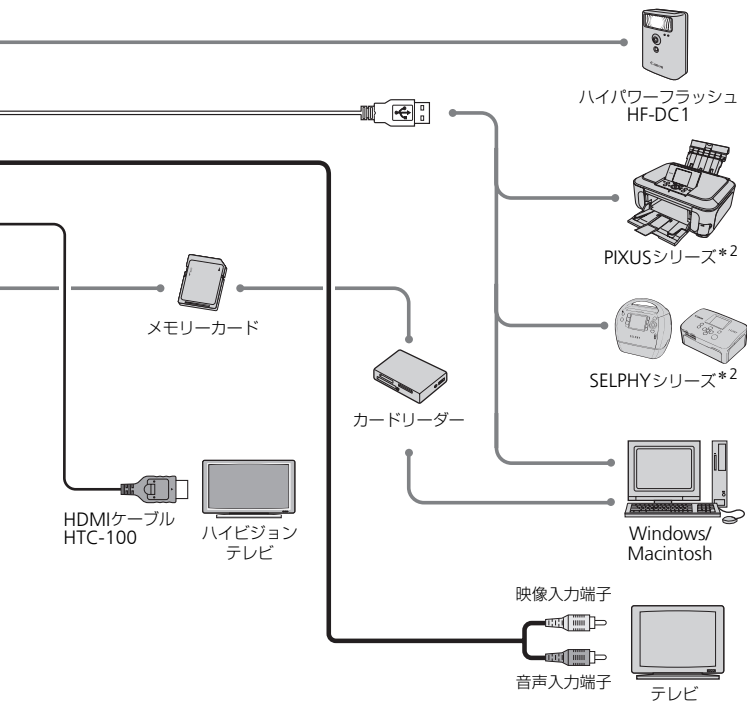 ハイパワーフラッシュ
HF-DC1
PIXUSシリーズ*2
メモリーカード
SELPHYシリーズ*2
カードリーダー
HDMIケーブル
HTC-100
ハイビジョン
テレビ
Windows/
Macintosh
映像入力端子
音声入力端子
テレビ